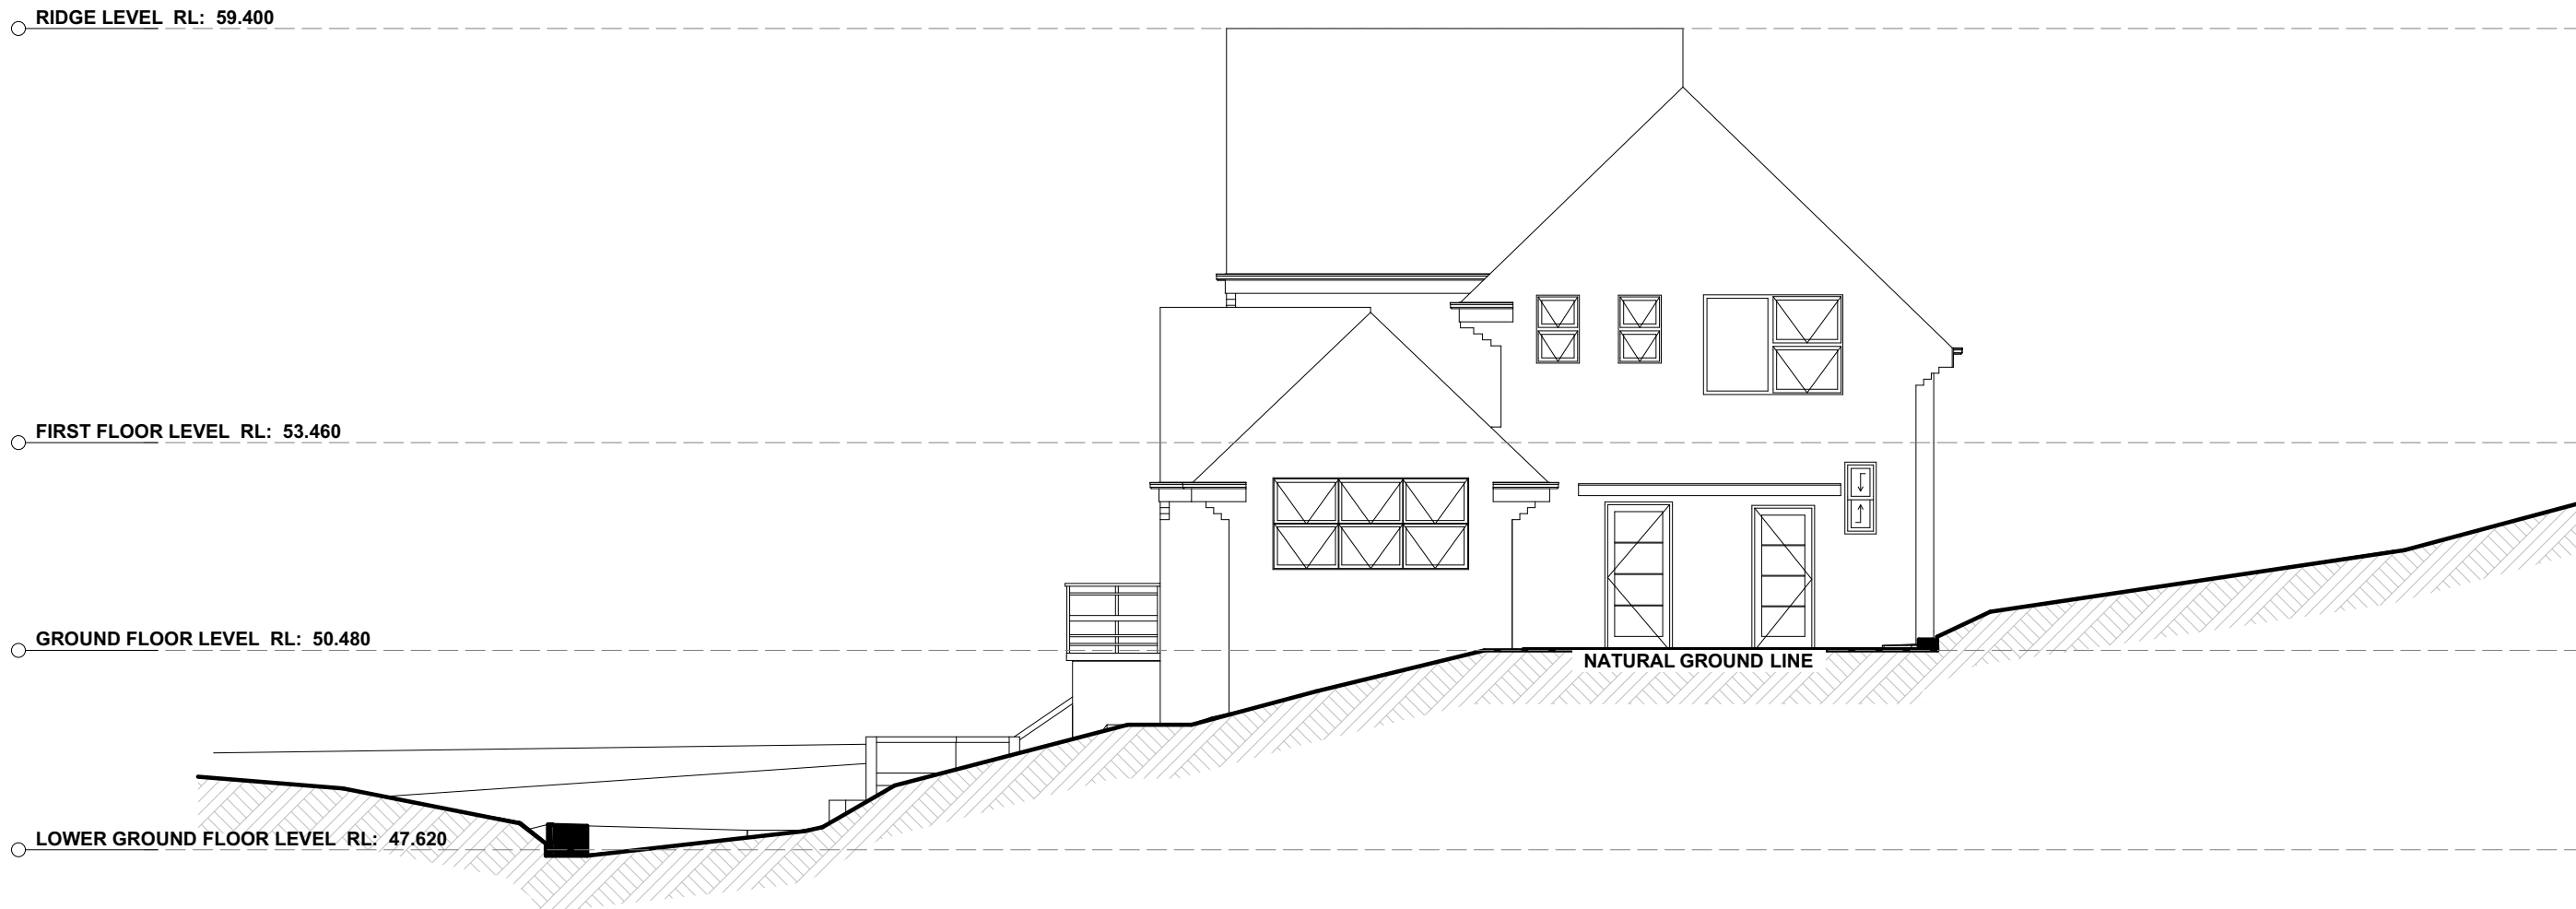 RIDGE LEVEL RL: 59.400
FIRST FLOOR LEVEL RL: 53.460
GROUND FLOOR LEVEL RL: 50.480
NATURAL GROUND LINE
LOWER GROUND FLOOR LEVEL RL: 47.620